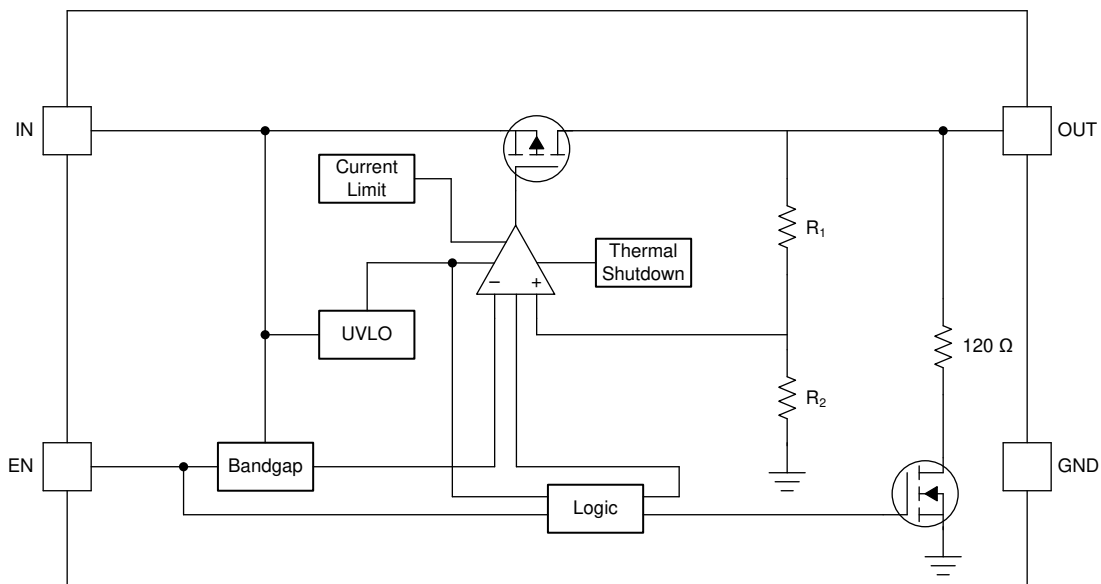 IN
OUT
Current
Limit
R1
Thermal
Shutdown
−
+
UVLO
120 Ω
R2
EN
Bandgap
GND
Logic